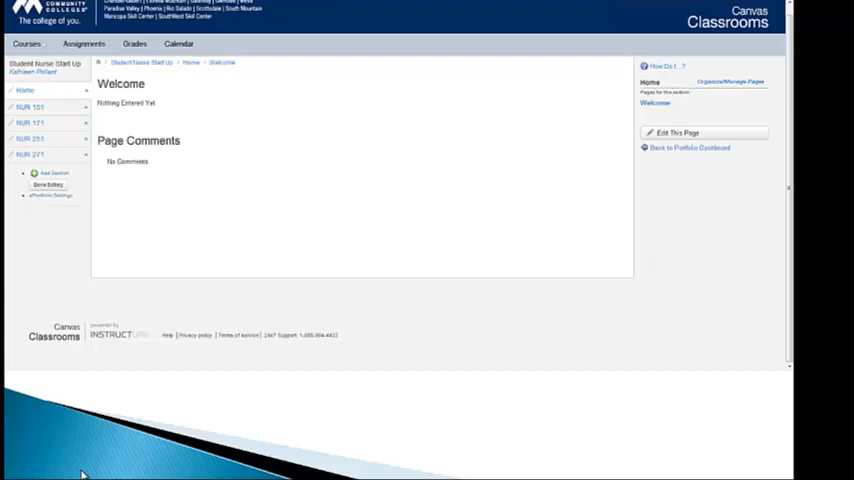 COMMUNITY
COLLEGES
The college of you.
Paradise Valley | Phoenix | Rio Salado | Scottsdale | South Mountain
Maricopa Skill Center | SouthWest Skill Center
Canvas
Classrooms
Courses
Assignments
Grades
Calendar
Student Nurse Start Up
Kathleen Pollard
Home
NUR 151
NUR 171
NUR 251
NUR 271
Add Section
Done Editing
ePortfolio Settings
Student Nurse Start Up
Home
Welcome
Welcome
Nothing Entered Yet
Page Comments
No Comments
How Do I...?
Home
Organize/Manage Pages
Pages for the section
Welcome
Edit This Page
Back to Portfolio Dashboard
Canvas
Classrooms
powered by
INSTRUCTURE
Help | Privacy policy | Terms of service | 24x7 Support: